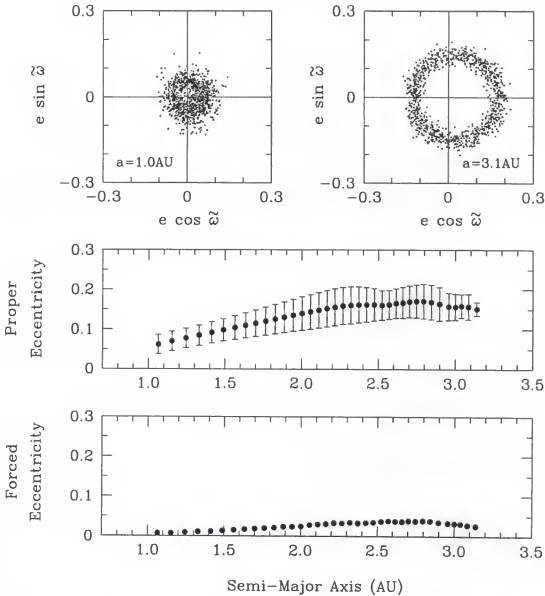 0.3
0
−0.3
e sin ω̃
a=1.0AU
−0.3 0 0.3
e cos ω̃
0.3
0
−0.3
e sin ω̃
a=3.1AU
−0.3 0 0.3
e cos ω̃
0.3
0.2
0.1
0
Proper
Eccentricity
1.0 1.5 2.0 2.5 3.0 3.5
0.3
0.2
0.1
0
Forced
Eccentricity
1.0 1.5 2.0 2.5 3.0 3.5
Semi-Major Axis (AU)